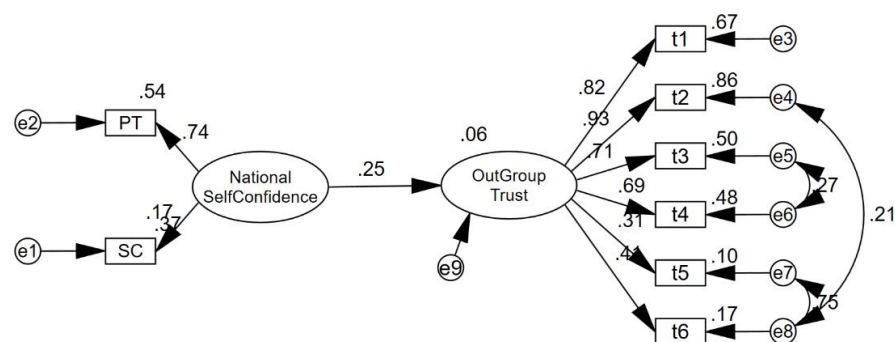 .67
t1
e3
.82
.86
.54
t2
e4
e2
PT
.74
.93
.06
.50
.71
t3
e5
National
SelfConfidence
.25
OutGroup
Trust
.27
.69
.48
t4
e6
.17
.37
.31
.21
e1
SC
.41
.10
e9
t5
e7
.75
.17
t6
e8